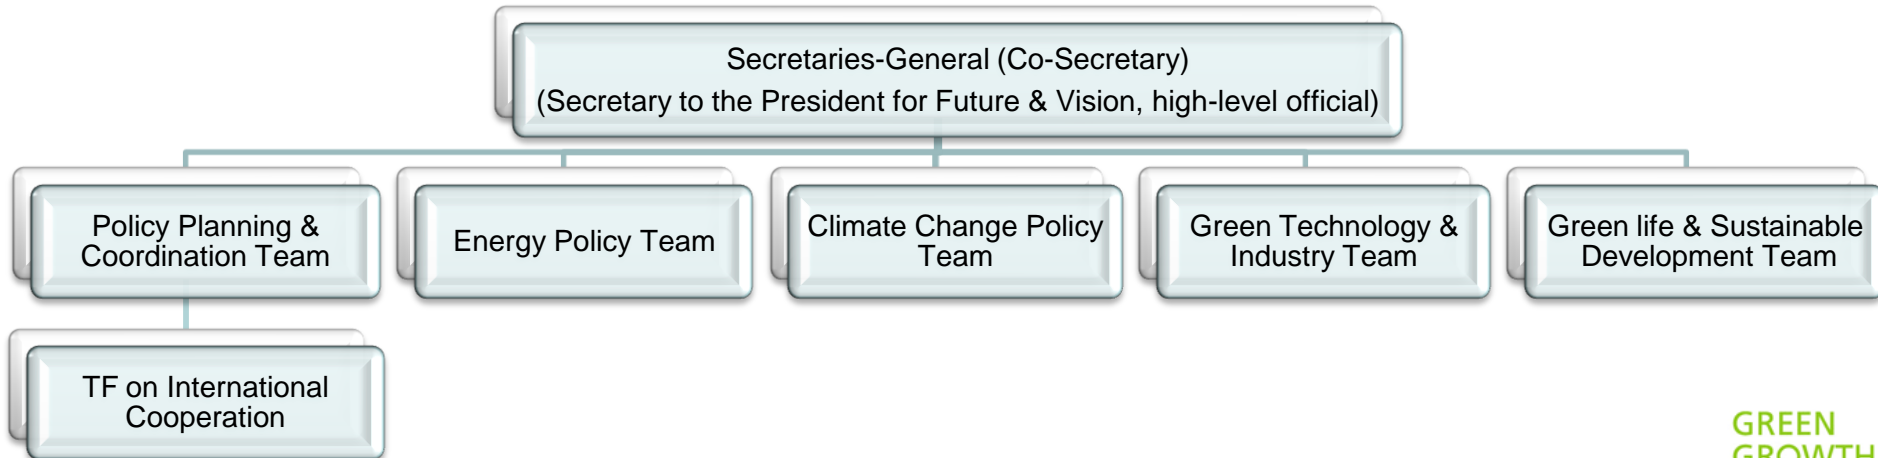 Secretaries-General (Co-Secretary)
(Secretary to the President for Future & Vision, high-level official)
Policy Planning &
Coordination Team
Energy Policy Team
Climate Change Policy
Team
Green Technology &
Industry Team
Green life & Sustainable
Development Team
TF on International
Cooperation
GREEN
GROWTH